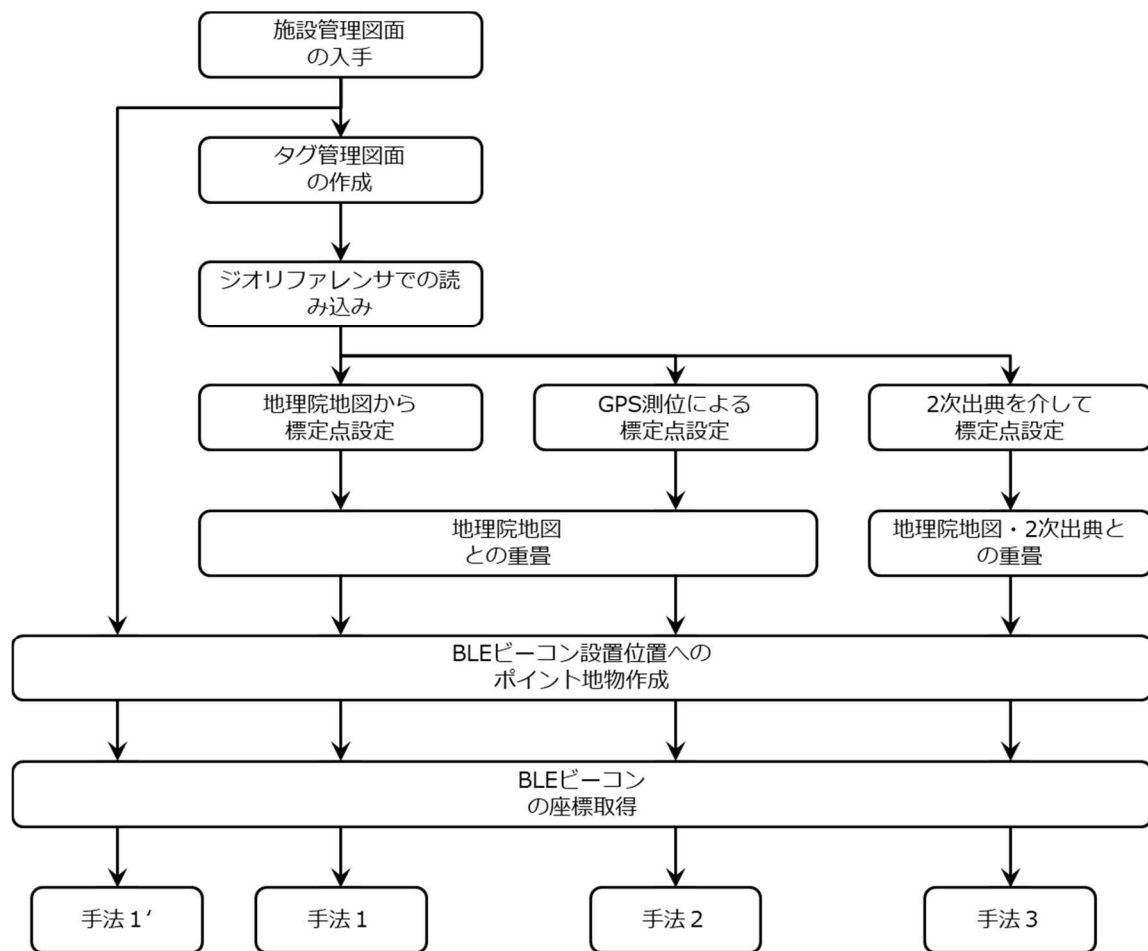 施設管理図面
の入手
タグ管理図面
の作成
ジオリファレンサでの読
み込み
地理院地図から
標定点設定
GPS測位による
標定点設定
2次出典を介して
標定点設定
地理院地図
との重畳
地理院地図・2次出典と
の重畳
BLEビーコン設置位置への
ポイント地物作成
BLEビーコン
の座標取得
手法１‘
手法１
手法２
手法３